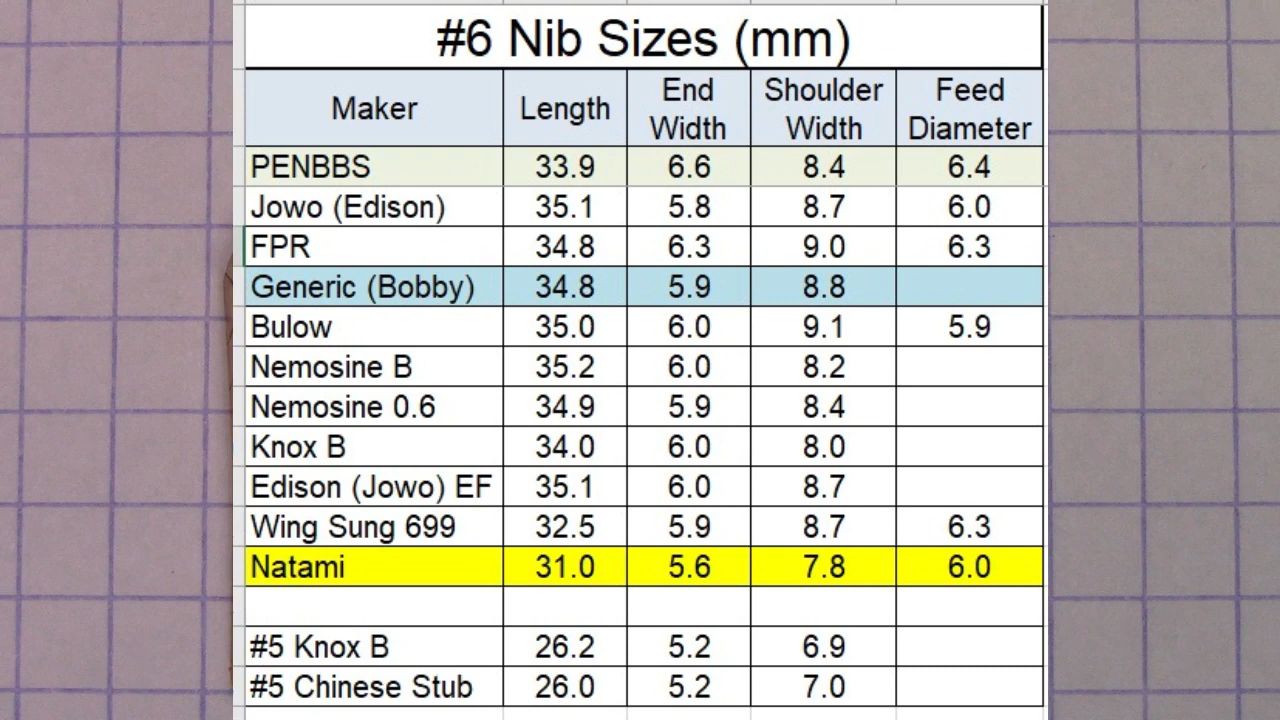 #6 Nib Sizes (mm)
Maker Length End Width Shoulder Width Feed Diameter
PENBBS 33.9 6.6 8.4 6.4
Jowo (Edison) 35.1 5.8 8.7 6.0
FPR 34.8 6.3 9.0 6.3
Generic (Bobby) 34.8 5.9 8.8
Bulow 35.0 6.0 9.1 5.9
Nemosine B 35.2 6.0 8.2
Nemosine 0.6 34.9 5.9 8.4
Knox B 34.0 6.0 8.0
Edison (Jowo) EF 35.1 6.0 8.7
Wing Sung 699 32.5 5.9 8.7 6.3
Natami 31.0 5.6 7.8 6.0
#5 Knox B 26.2 5.2 6.9
#5 Chinese Stub 26.0 5.2 7.0